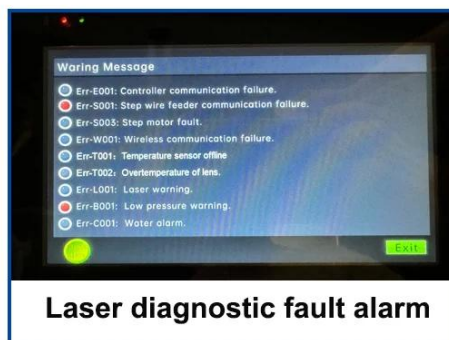 Waring Message
Err-E001: Controller communication failure.
Err-S001: Step wire feeder communication failure.
Err-S003: Step motor fault.
Err-W001: Wireless communication failure.
Err-T001: Temperature sensor offline
Err-T002: Overtemperature of lens.
Err-L001: Laser warning.
Err-B001: Low pressure warning.
Err-C001: Water alarm.
Exit
Laser diagnostic fault alarm